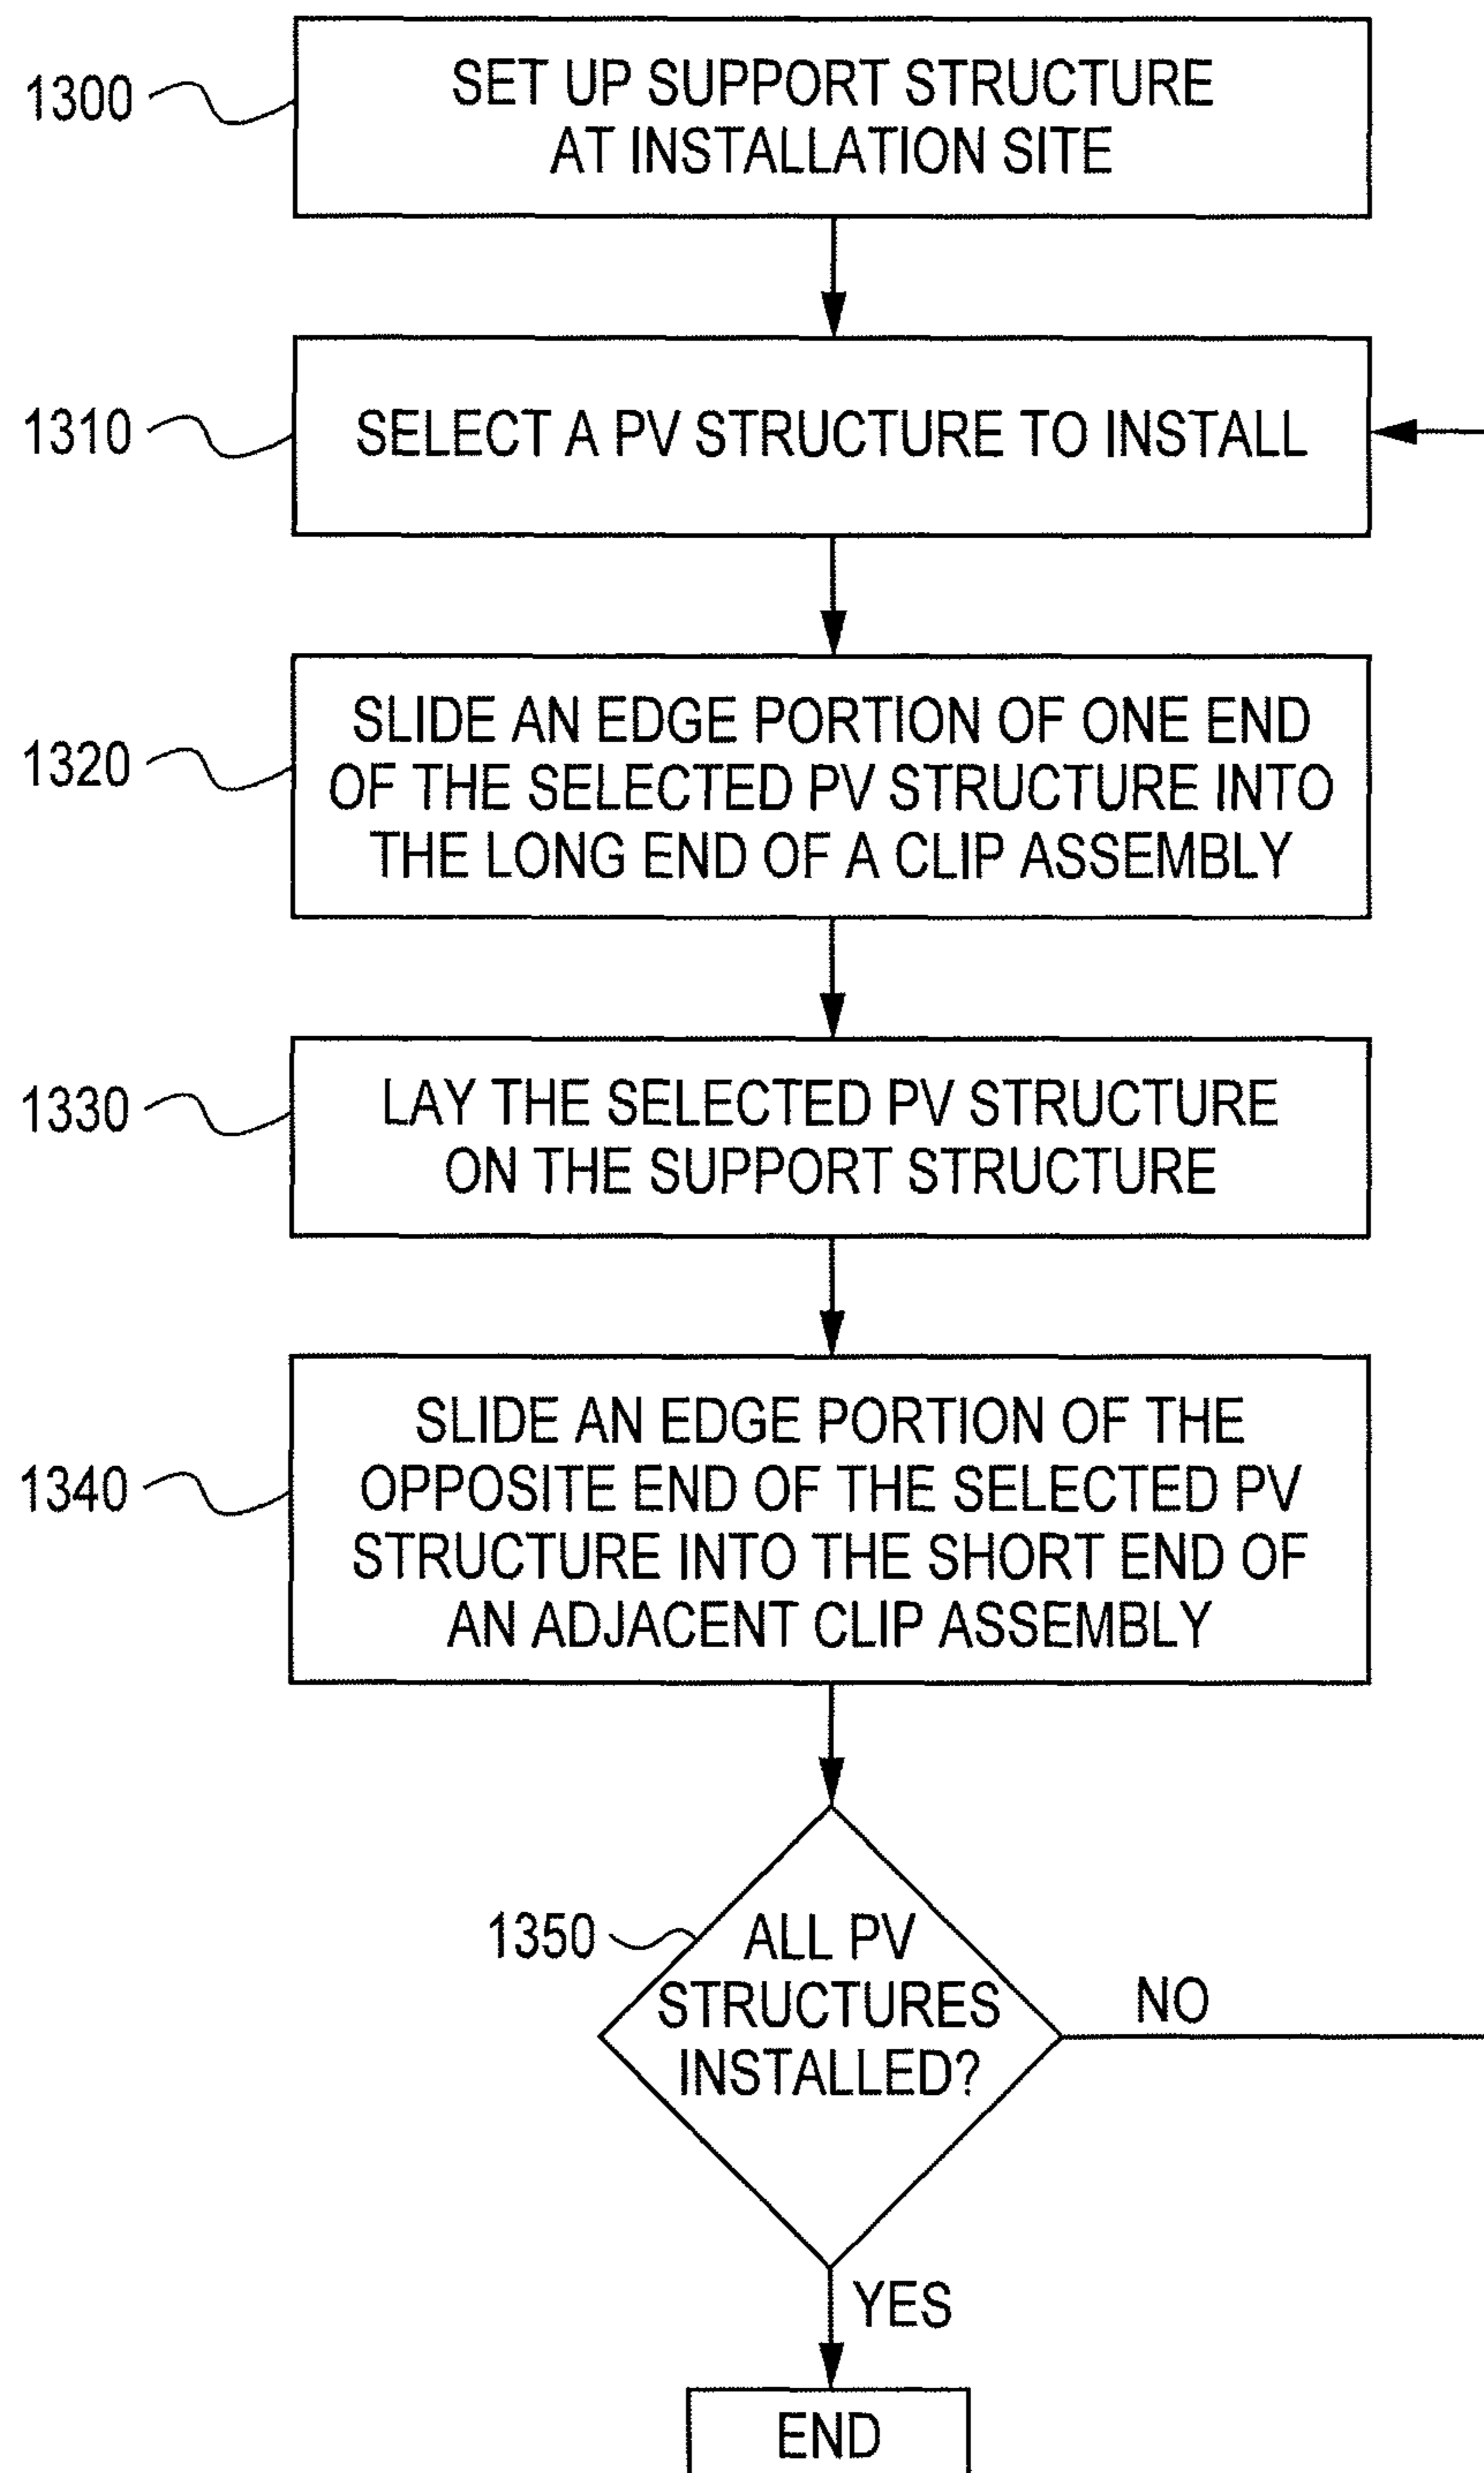 1300
SET UP SUPPORT STRUCTURE
AT INSTALLATION SITE
1310
SELECT A PV STRUCTURE TO INSTALL
1320
SLIDE AN EDGE PORTION OF ONE END
OF THE SELECTED PV STRUCTURE INTO
THE LONG END OF A CLIP ASSEMBLY
1330
LAY THE SELECTED PV STRUCTURE
ON THE SUPPORT STRUCTURE
1340
SLIDE AN EDGE PORTION OF THE
OPPOSITE END OF THE SELECTED PV
STRUCTURE INTO THE SHORT END OF
AN ADJACENT CLIP ASSEMBLY
1350
ALL PV
STRUCTURES
INSTALLED?
NO
YES
END